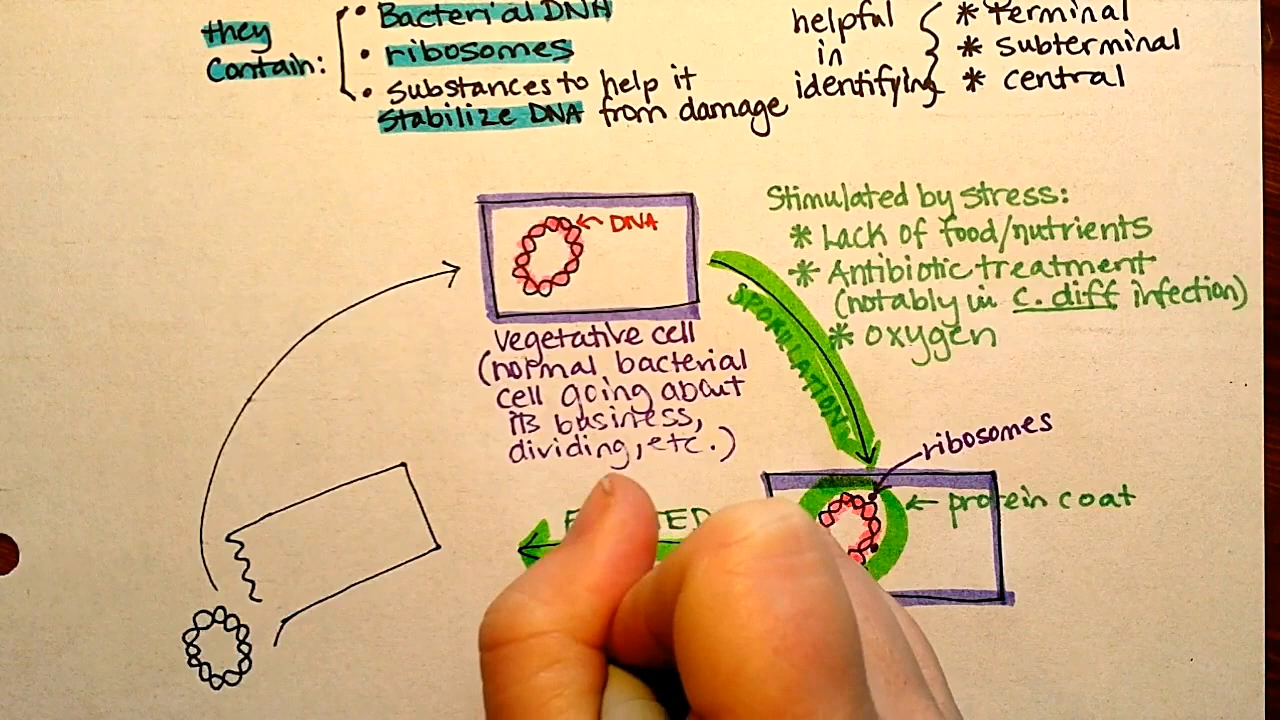 they
Contain:
• Bacterial DNA
• ribosomes
• Substances to help it
stabilize DNA from damage
helpful
in
identifying
* Terminal
* subterminal
* central
← DNA
Vegetative cell
(normal bacterial
cell going about
its business,
dividing, etc.)
SPORULATION
Stimulated by stress:
* Lack of food/nutrients
* Antibiotic treatment
(notably in C. diff infection)
* oxygen
ribosomes
← protein coat